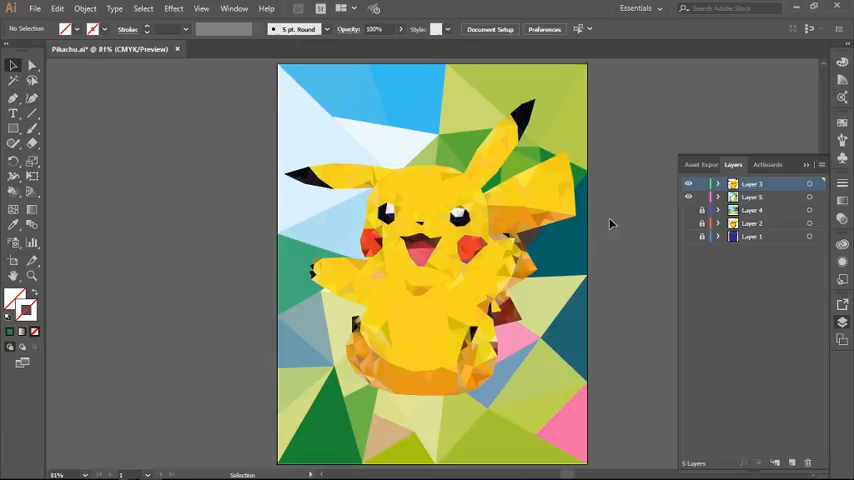 Ai File Edit Object Type Select Effect View Window Help St Essentials Search Adobe Stock
No Selection Stroke: 5 pt. Round Opacity: 100% Style: Document Setup Preferences
Pikachu.ai* @ 81% (CMYK/Preview) ×
Asset Expor Layers Artboards
Layer 3
Layer 5
Layer 4
Layer 2
Layer 1
5 Layers
81% 1 Selection